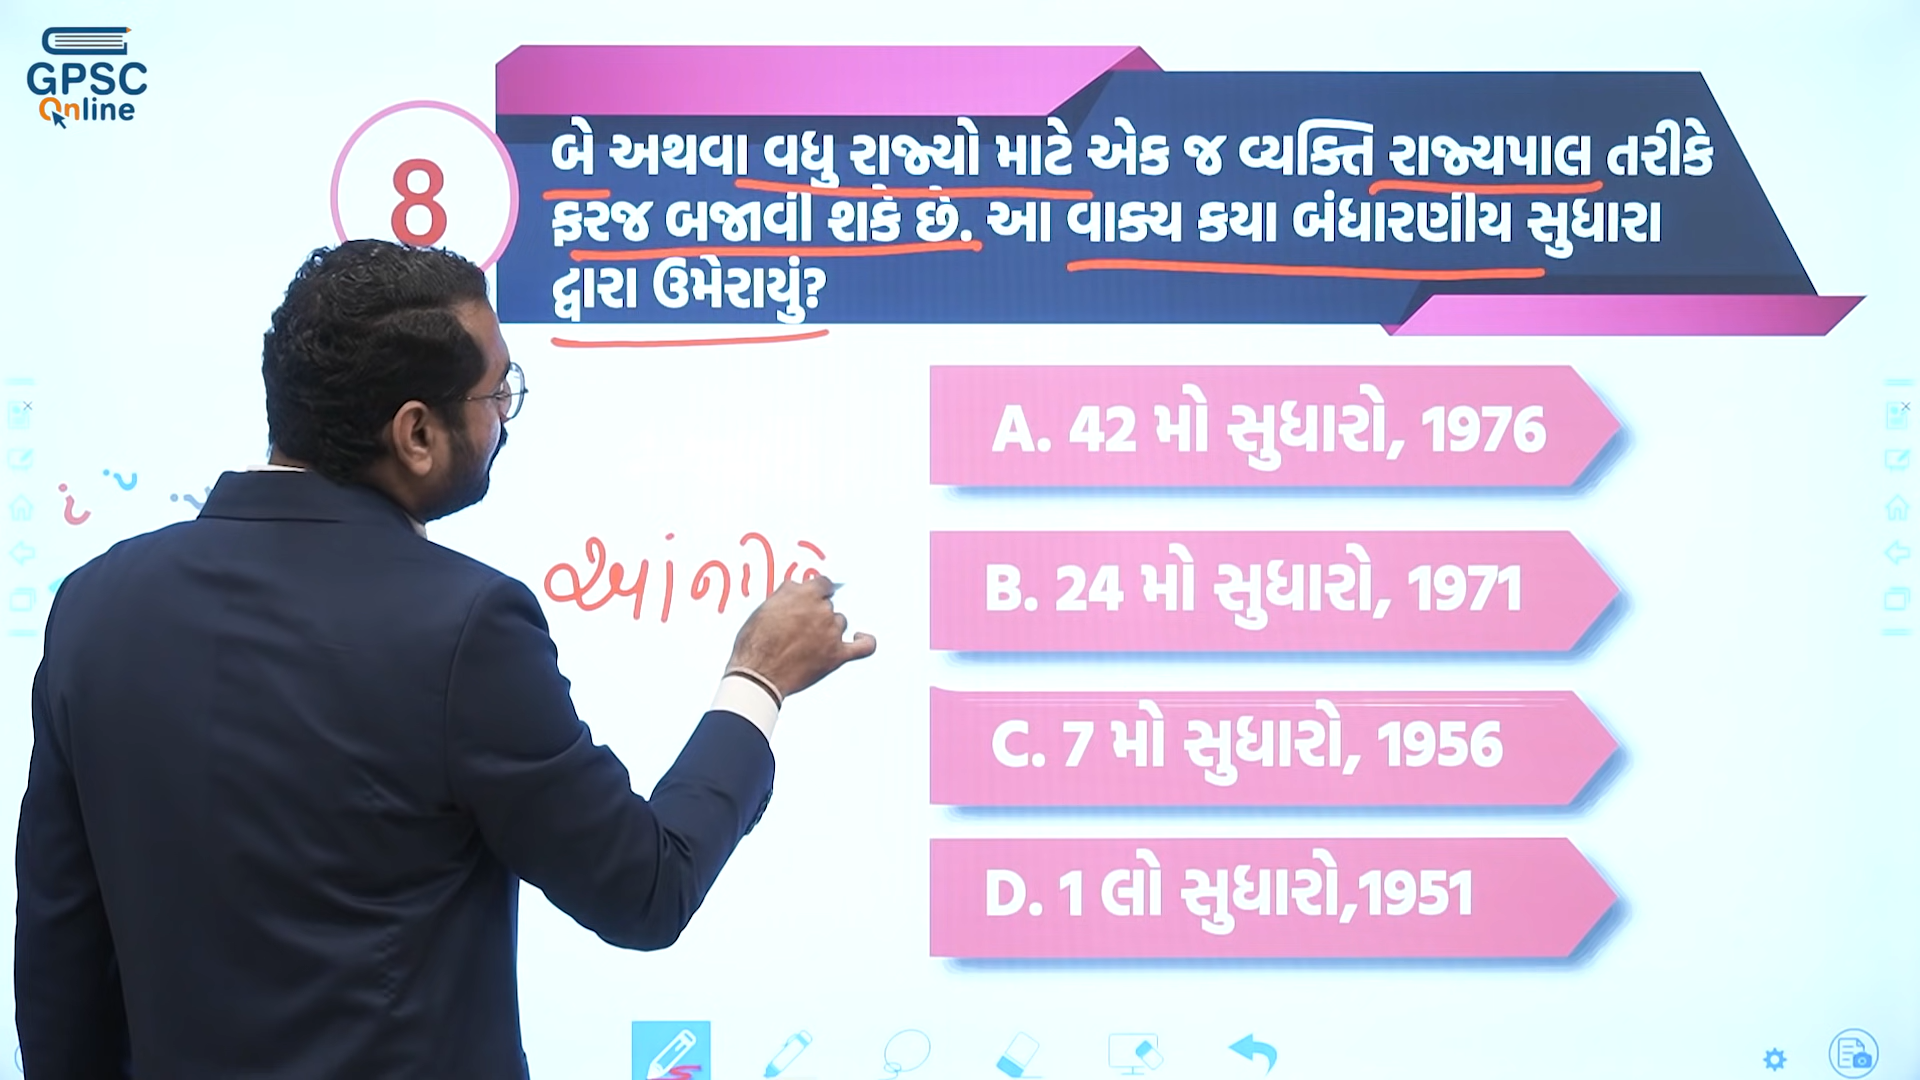 GPSC
Online
8
બે અથવા વધુ રાજ્યો માટે એક જ વ્યક્તિ રાજ્યપાલ તરીકે
ફરજ બજાવી શકે છે. આ વાક્ય કયા બંધારણીય સુધારા
દ્વારા ઉમેરાયું?
A. 42 મો સુધારો, 1976
B. 24 મો સુધારો, 1971
C. 7 મો સુધારો, 1956
D. 1 લો સુધારો,1951